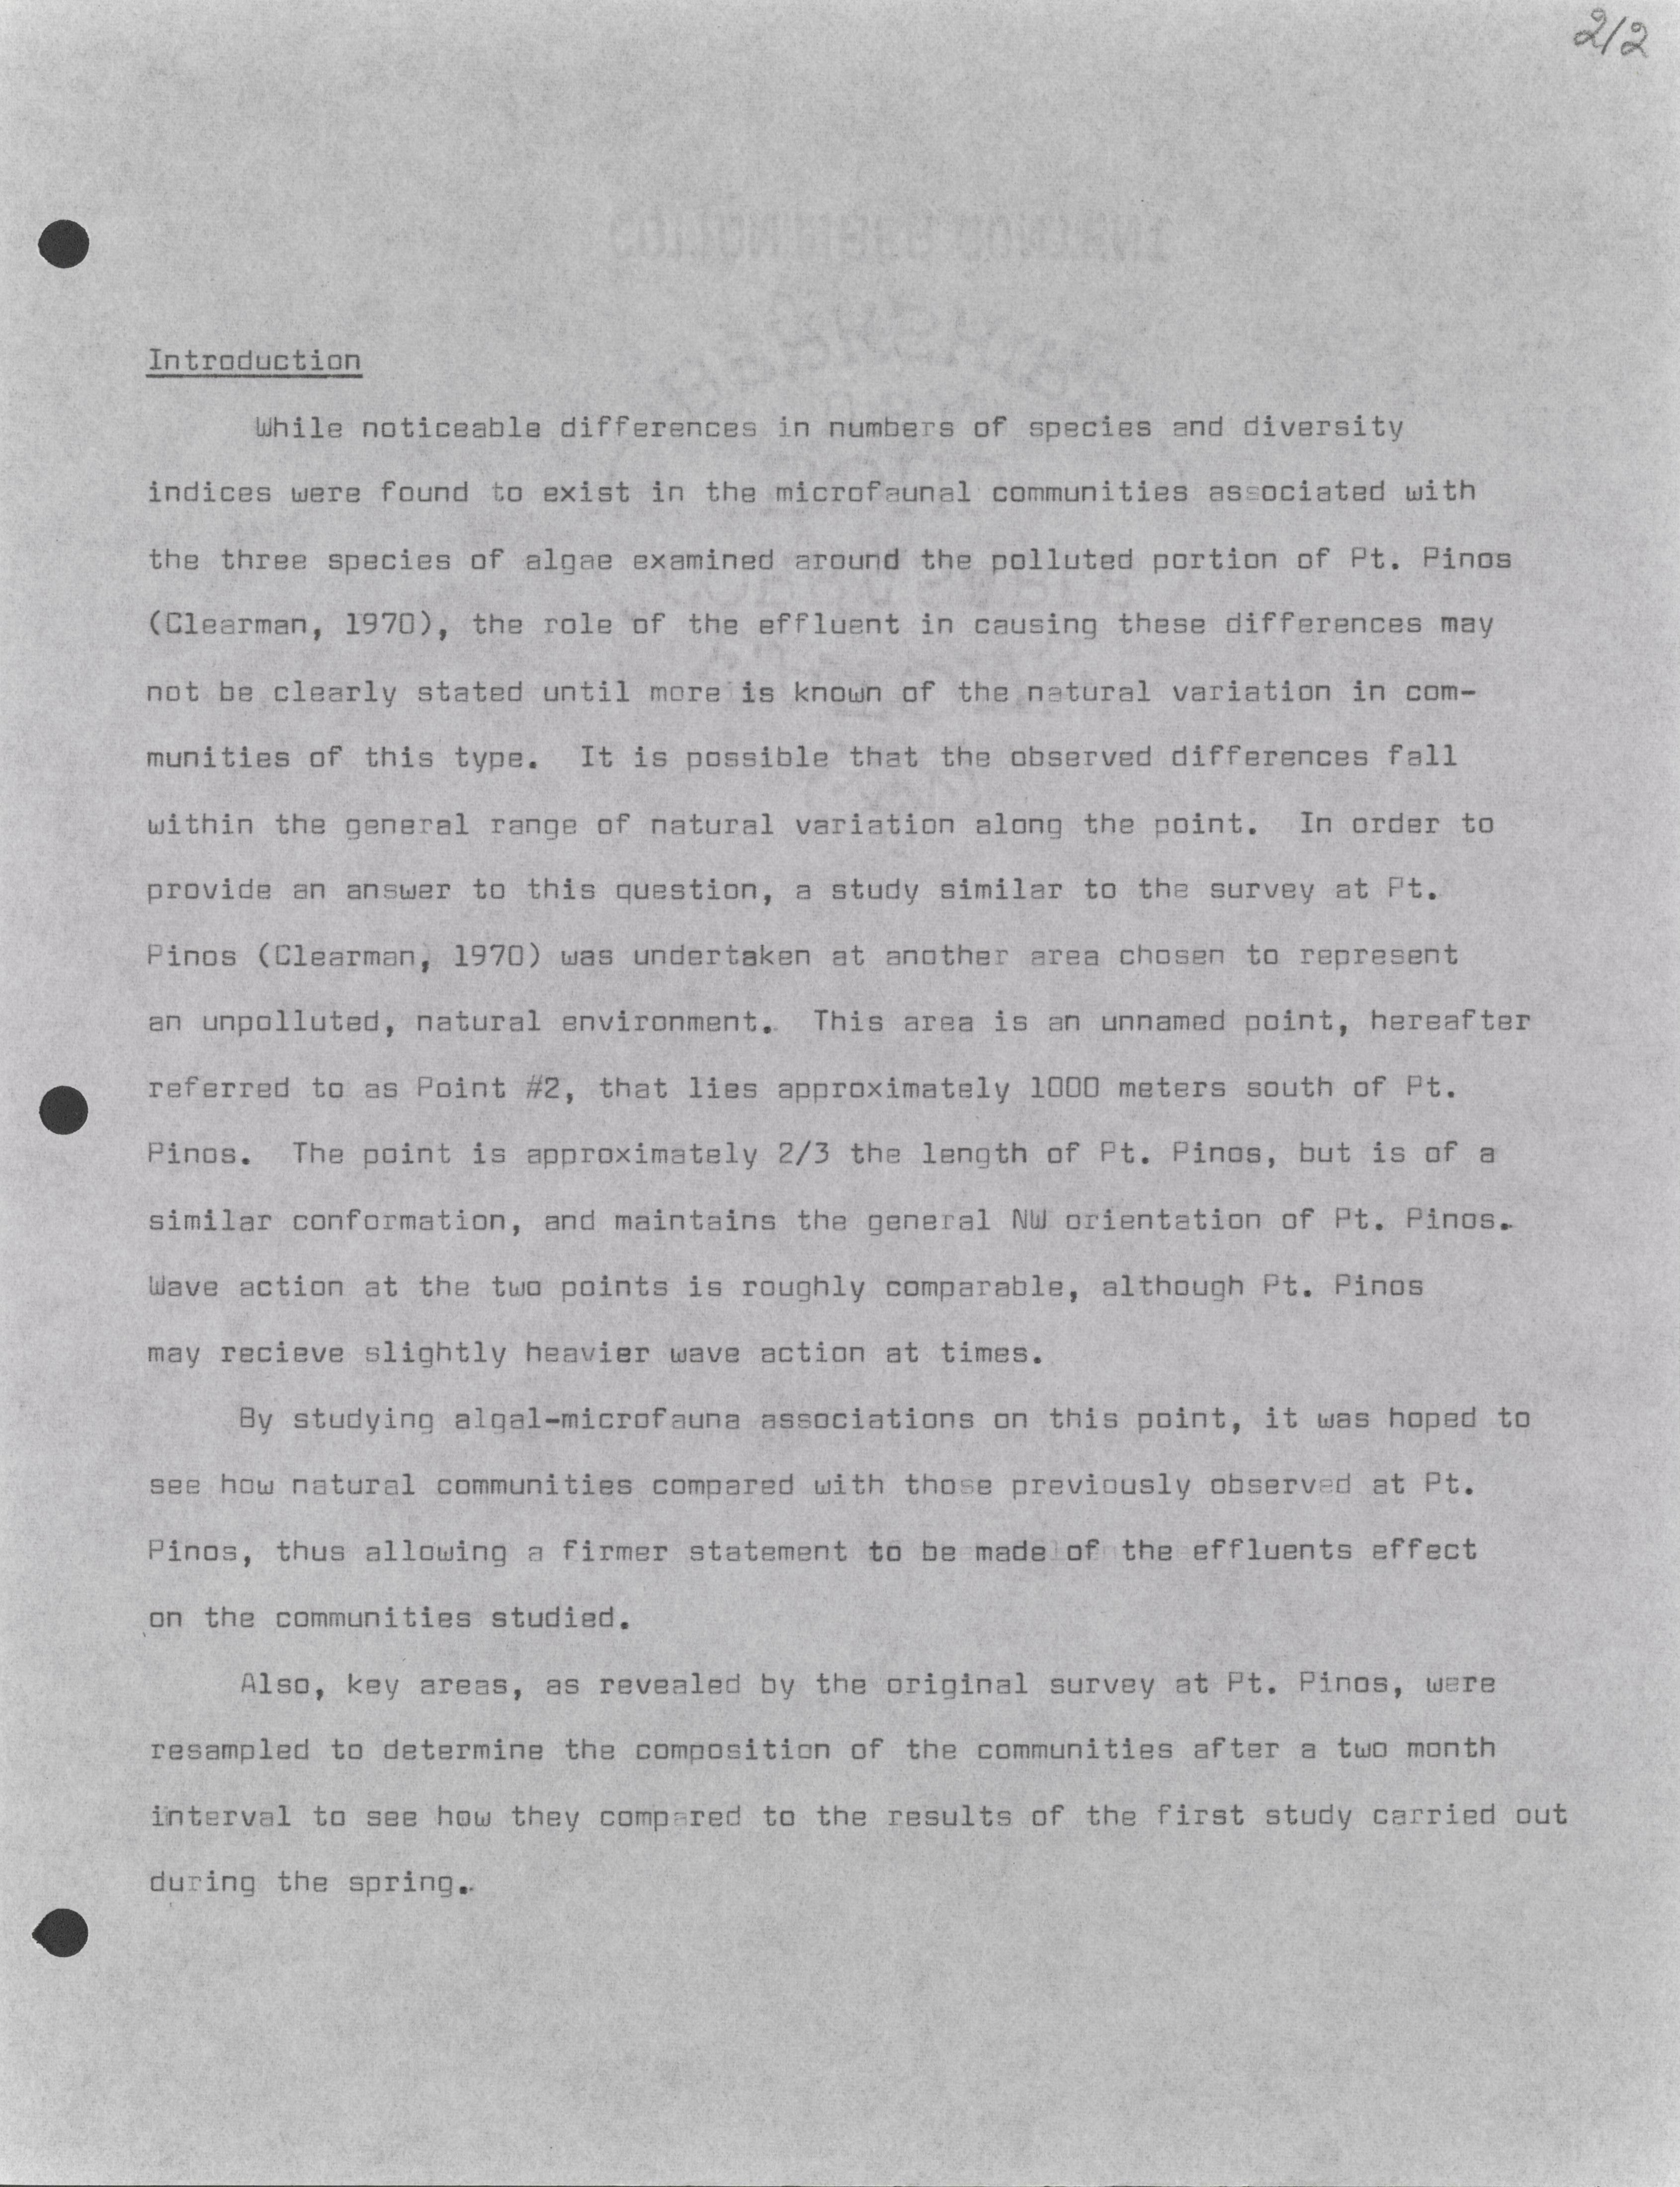 2/2
Introduction
While noticeable differences in numbers of species and diversity
indices were found to exist in the microfaunal communities associated with
the three species of algae examined around the polluted portion of Pt. Pinos
(Clearman, 1970), the role of the effluent in causing these differences may
not be clearly stated until more is known of the natural variation in com-
munities of this type. It is possible that the observed differences fall
within the general range of natural variation along the point. In order to
provide an answer to this question, a study similar to the survey at Pt.
Pinos (Clearman, 1970) was undertaken at another area chosen to represent
an unpolluted, natural environment. This area is an unnamed point, hereafter
referred to as Point #2, that lies approximately 1000 meters south of Pt.
Pinos. The point is approximately 2/3 the length of Pt. Pinos, but is of a
similar conformation, and maintains the general NW orientation of Pt. Pinos.
Wave action at the two points is roughly comparable, although Pt. Pinos
may recieve slightly heavier wave action at times.
By studying algal-microfauna associations on this point, it was hoped to
see how natural communities compared with those previously observed at Pt.
Pinos, thus allowing a firmer statement to be made of the effluents effect
on the communities studied.
Also, key areas, as revealed by the original survey at Pt. Pinos, were
resampled to determine the composition of the communities after a two month
interval to see how they compared to the results of the first study carried out
during the spring.